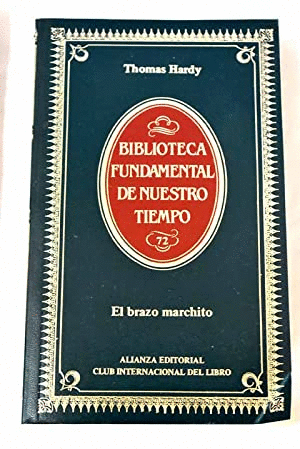 Thomas Hardy
BIBLIOTECA
FUNDAMENTAL
DE NUESTRO
TIEMPO
72
El brazo marchito
ALIANZA EDITORIAL
CLUB INTERNACIONAL DEL LIBRO